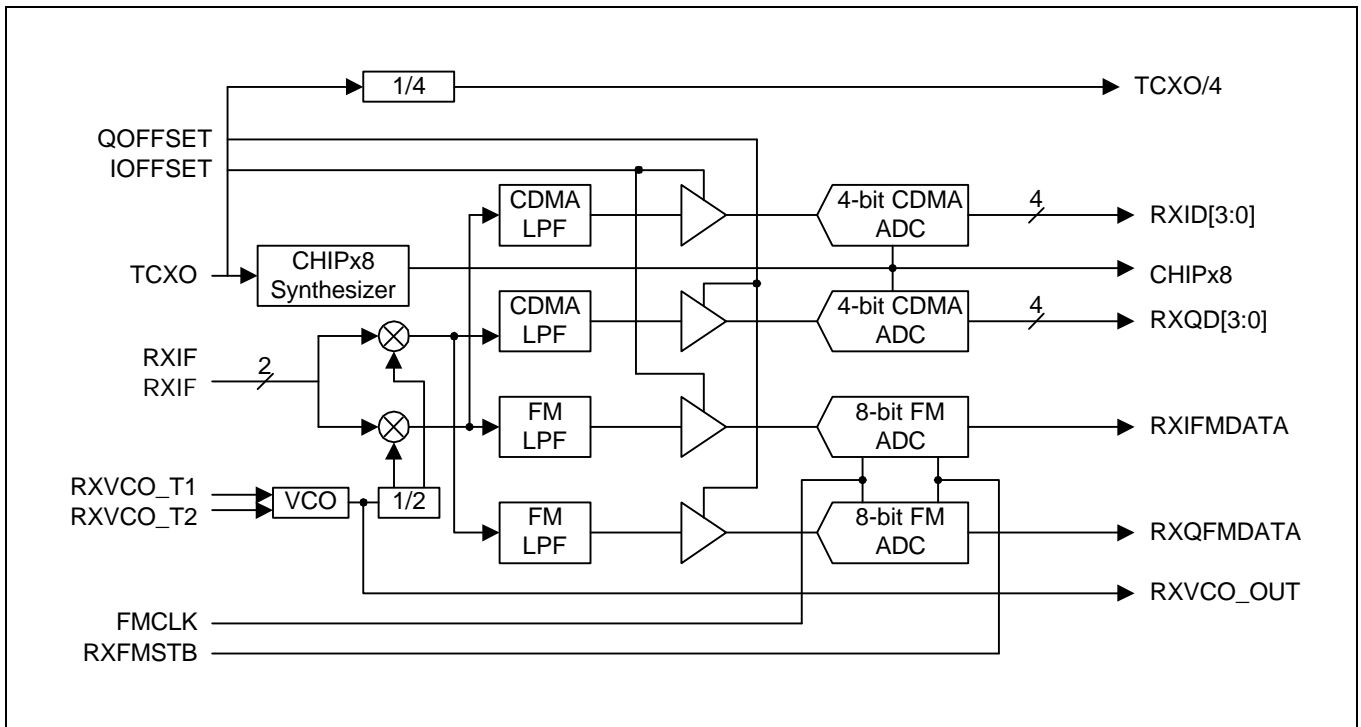 1/4
TCXO/4
QOFFSET
IOFFSET
CDMA
LPF
4-bit CDMA
ADC
4
RXID[3:0]
TCXO
CHIPx8
Synthesizer
CHIPx8
CDMA
LPF
4-bit CDMA
ADC
4
RXQD[3:0]
RXIF
RXIF
2
FM
LPF
8-bit FM
ADC
RXIFMDATA
RXVCO_T1
RXVCO_T2
VCO
1/2
FM
LPF
8-bit FM
ADC
RXQFMDATA
RXVCO_OUT
FMCLK
RXFMSTB